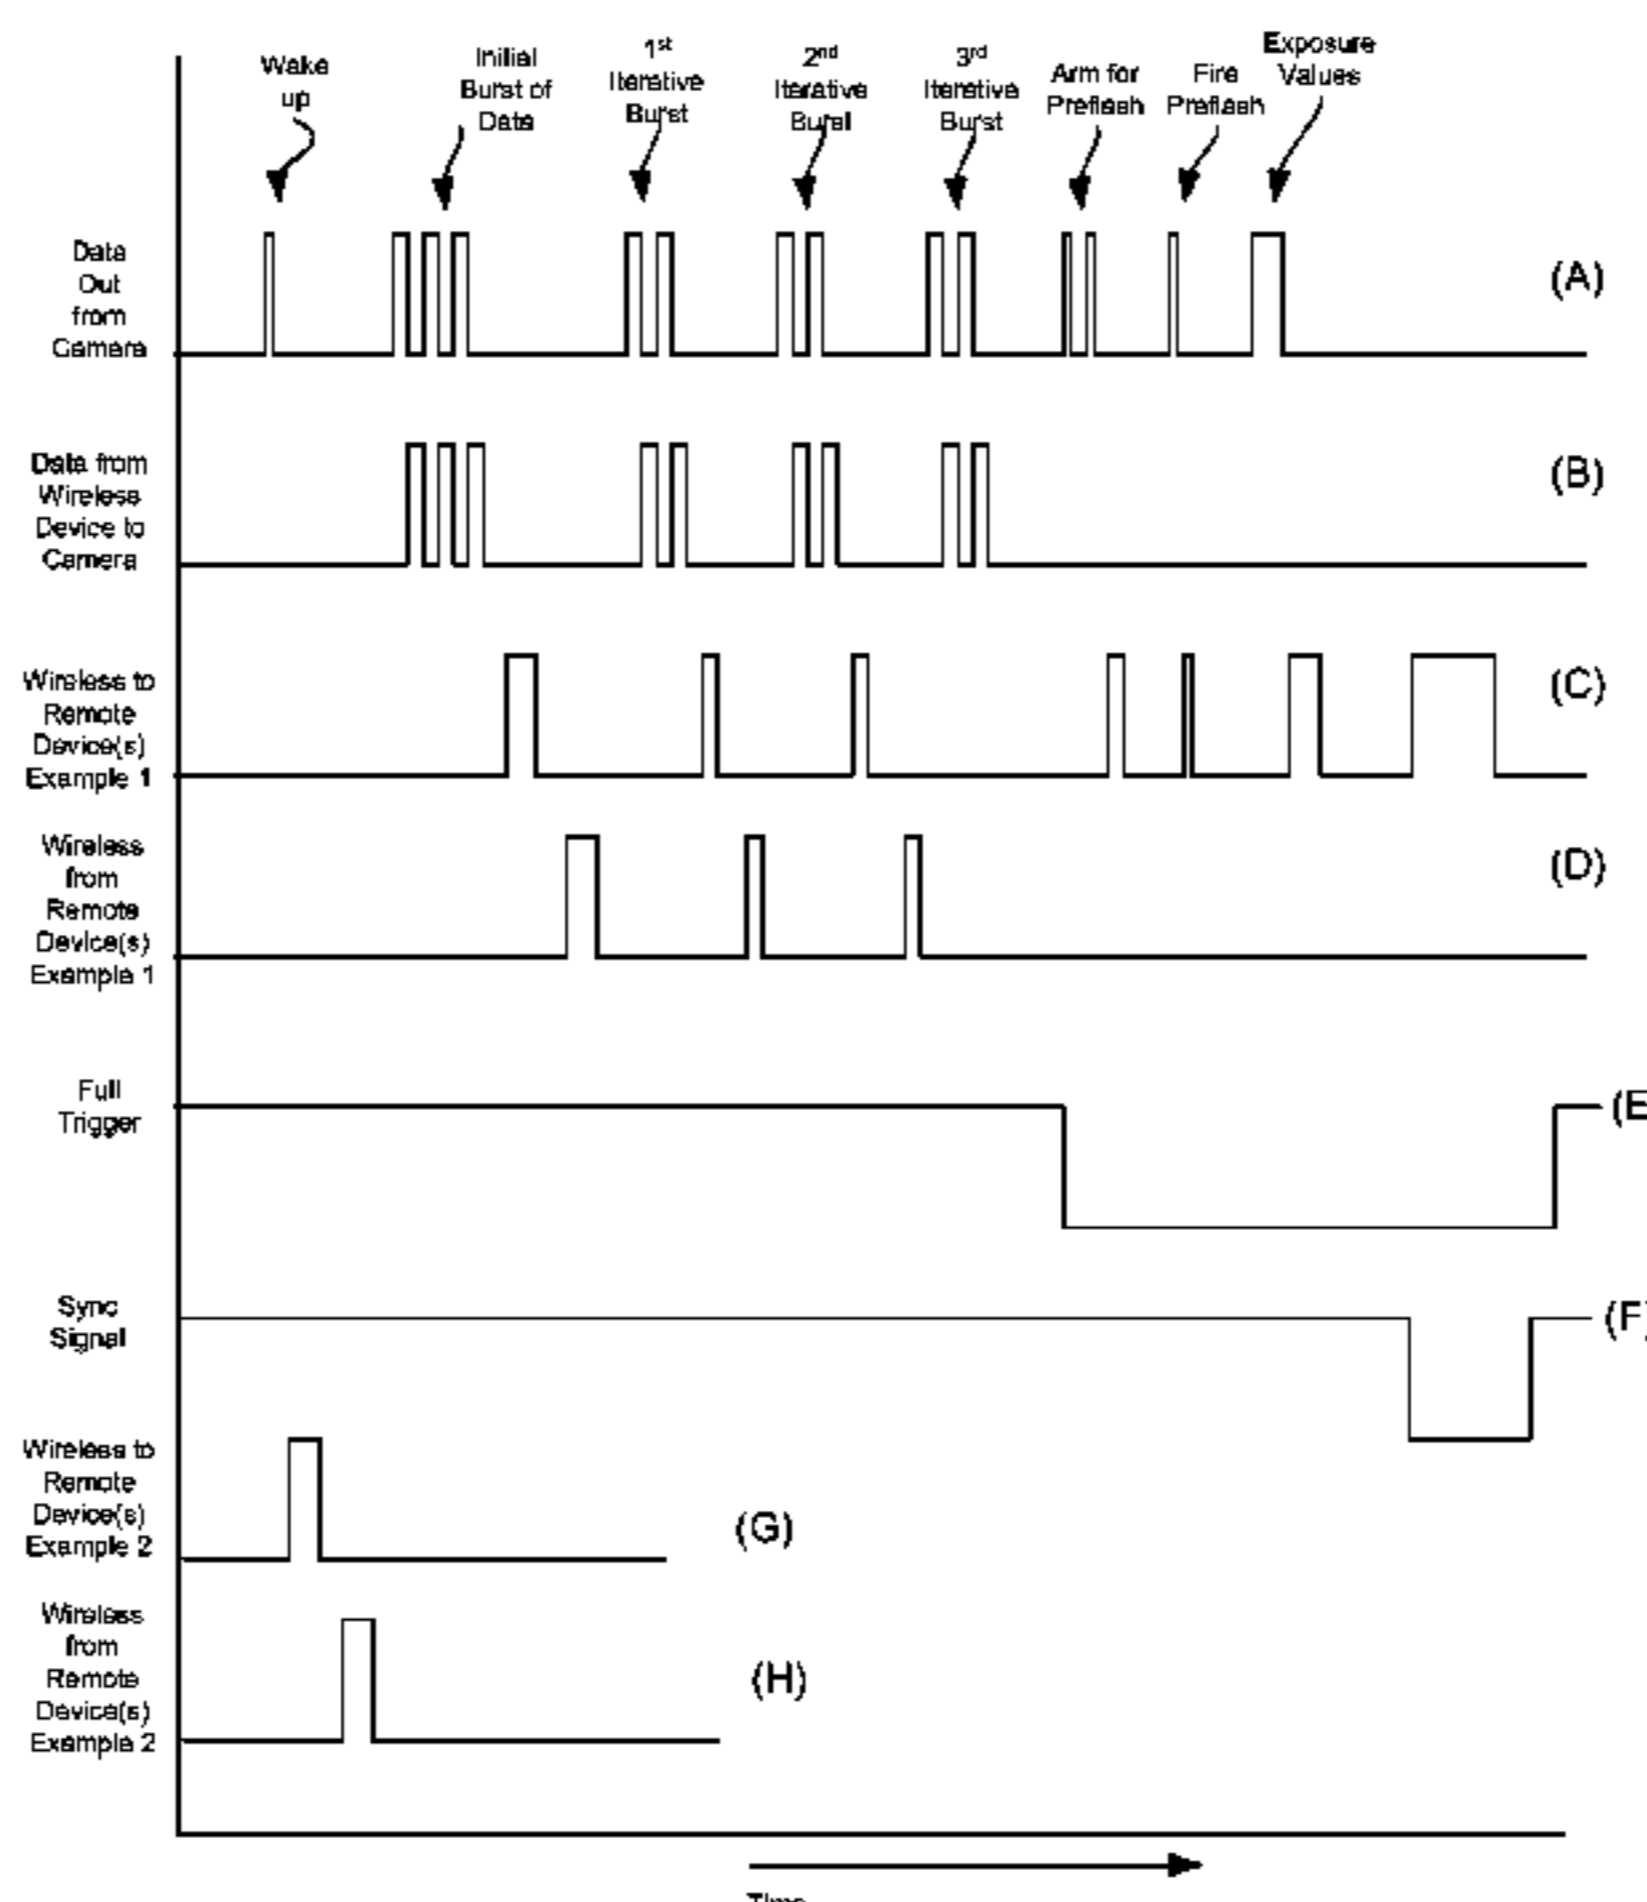 Wake
up
Initial
Burst of
Data
1st
Iterative
Burst
2nd
Iterative
Burst
3rd
Iterative
Burst
Arm for
Preflash
Fire
Preflash
Exposure
Values
Data
Out
from
Camera
(A)
Data from
Wireless
Device to
Camera
(B)
Wireless to
Remote
Device(s)
Example 1
(C)
Wireless
from
Remote
Device(s)
Example 1
(D)
Full
Trigger
(E
Sync
Signal
(F)
Wireless to
Remote
Device(s)
Example 2
(G)
Wireless
from
Remote
Device(s)
Example 2
(H)
Time